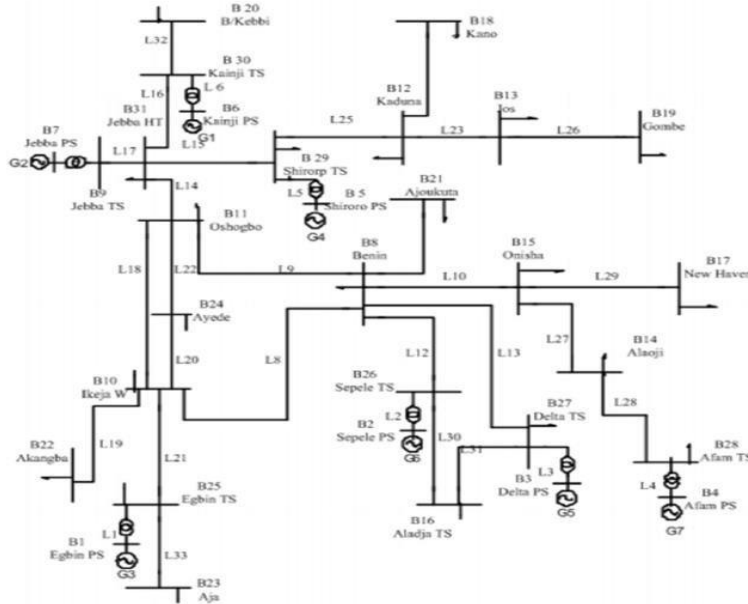 B 20
B/Kebbi
L32
B 30
Kainji TS
L16
L 6
B31
Jebba HT
B6
Kainji PS
G1
B7
Jebba PS
G2
L17
L15
B9
Jebba TS
L14
B18
Kano
B12
Kaduna
B13
Jos
B19
Gombe
L25
L23
L26
B 29
Shirorp TS
L5
B 5
Shiroro PS
G4
B21
Ajoukuta
B11
Oshogbo
B8
Benin
B15
Onisha
B17
New Haven
L18
L22
L9
L10
L29
B24
Ayede
L20
L8
L12
L13
L27
B14
Alaoji
B10
Ikeja W
B26
Sepele TS
L2
B2
Sepele PS
G6
L30
L31
B27
Delta TS
L3
B3
Delta PS
G5
L28
B28
Afam TS
L4
B4
Afam PS
G7
B22
Akangba
L19
L21
B25
Egbin TS
L1
B1
Egbin PS
G3
L33
B16
Aladja TS
B23
Aja